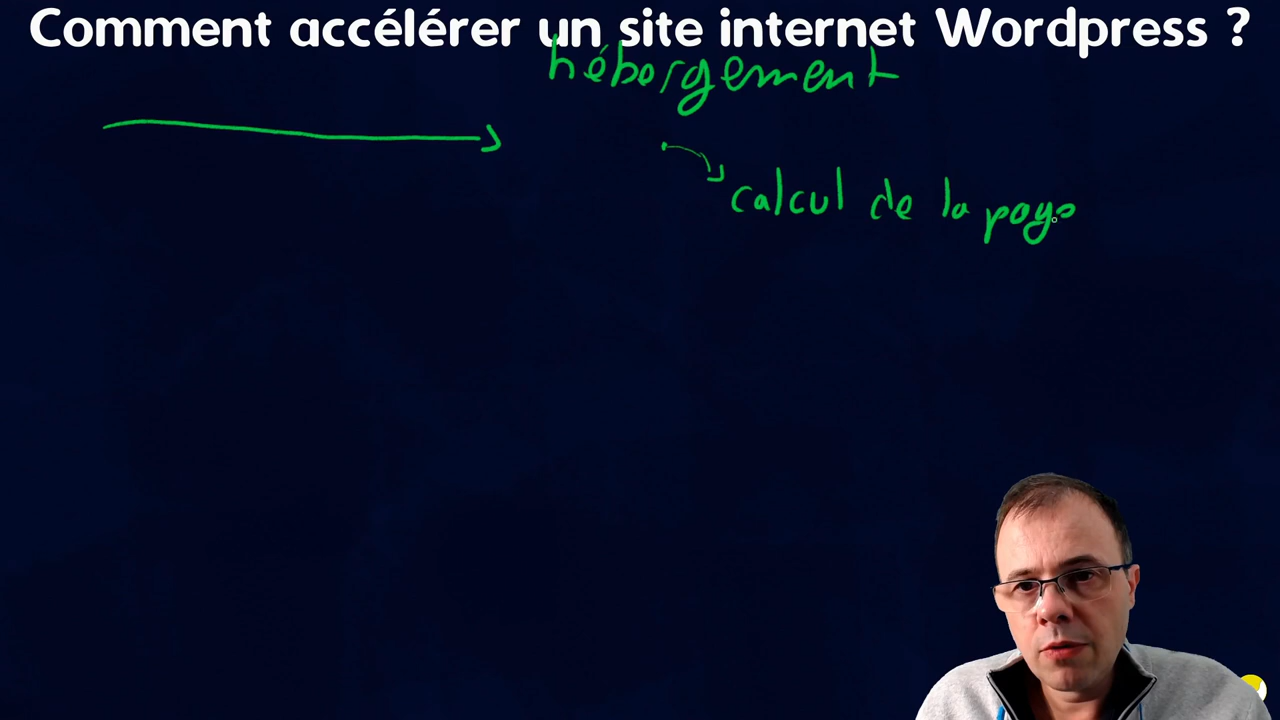 Comment accélérer un site internet Wordpress ?
hébergement
calcul de la page